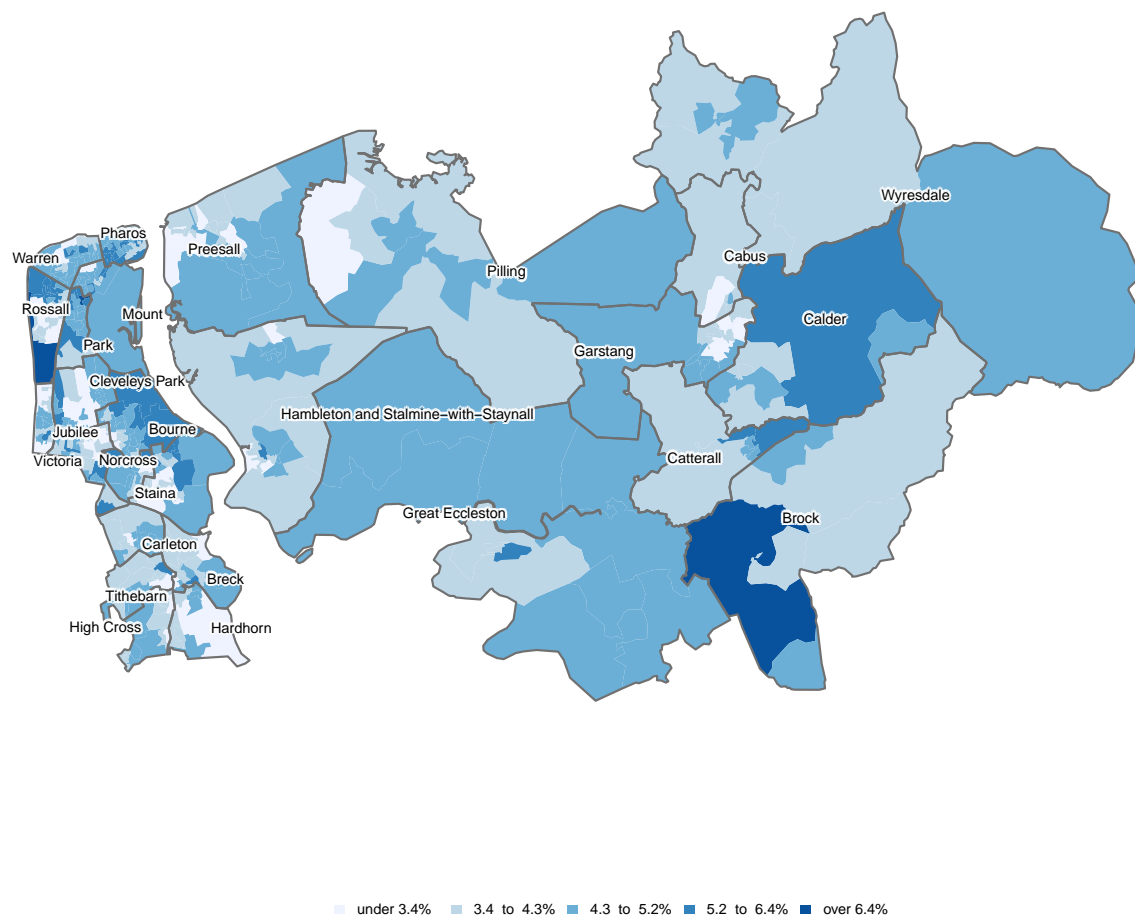 Wyresdale
Pharos
Preesall
Warren
Cabus
Pilling
Rossall
Mount
Calder
Park
Garstang
Cleveleys Park
Hambleton and Stalmine–with–Staynall
Jubilee
Bourne
Victoria
Norcross
Catterall
Staina
Great Eccleston
Brock
Carleton
Breck
Tithebarn
High Cross
Hardhorn
under 3.4% 3.4 to 4.3% 4.3 to 5.2% 5.2 to 6.4% over 6.4%